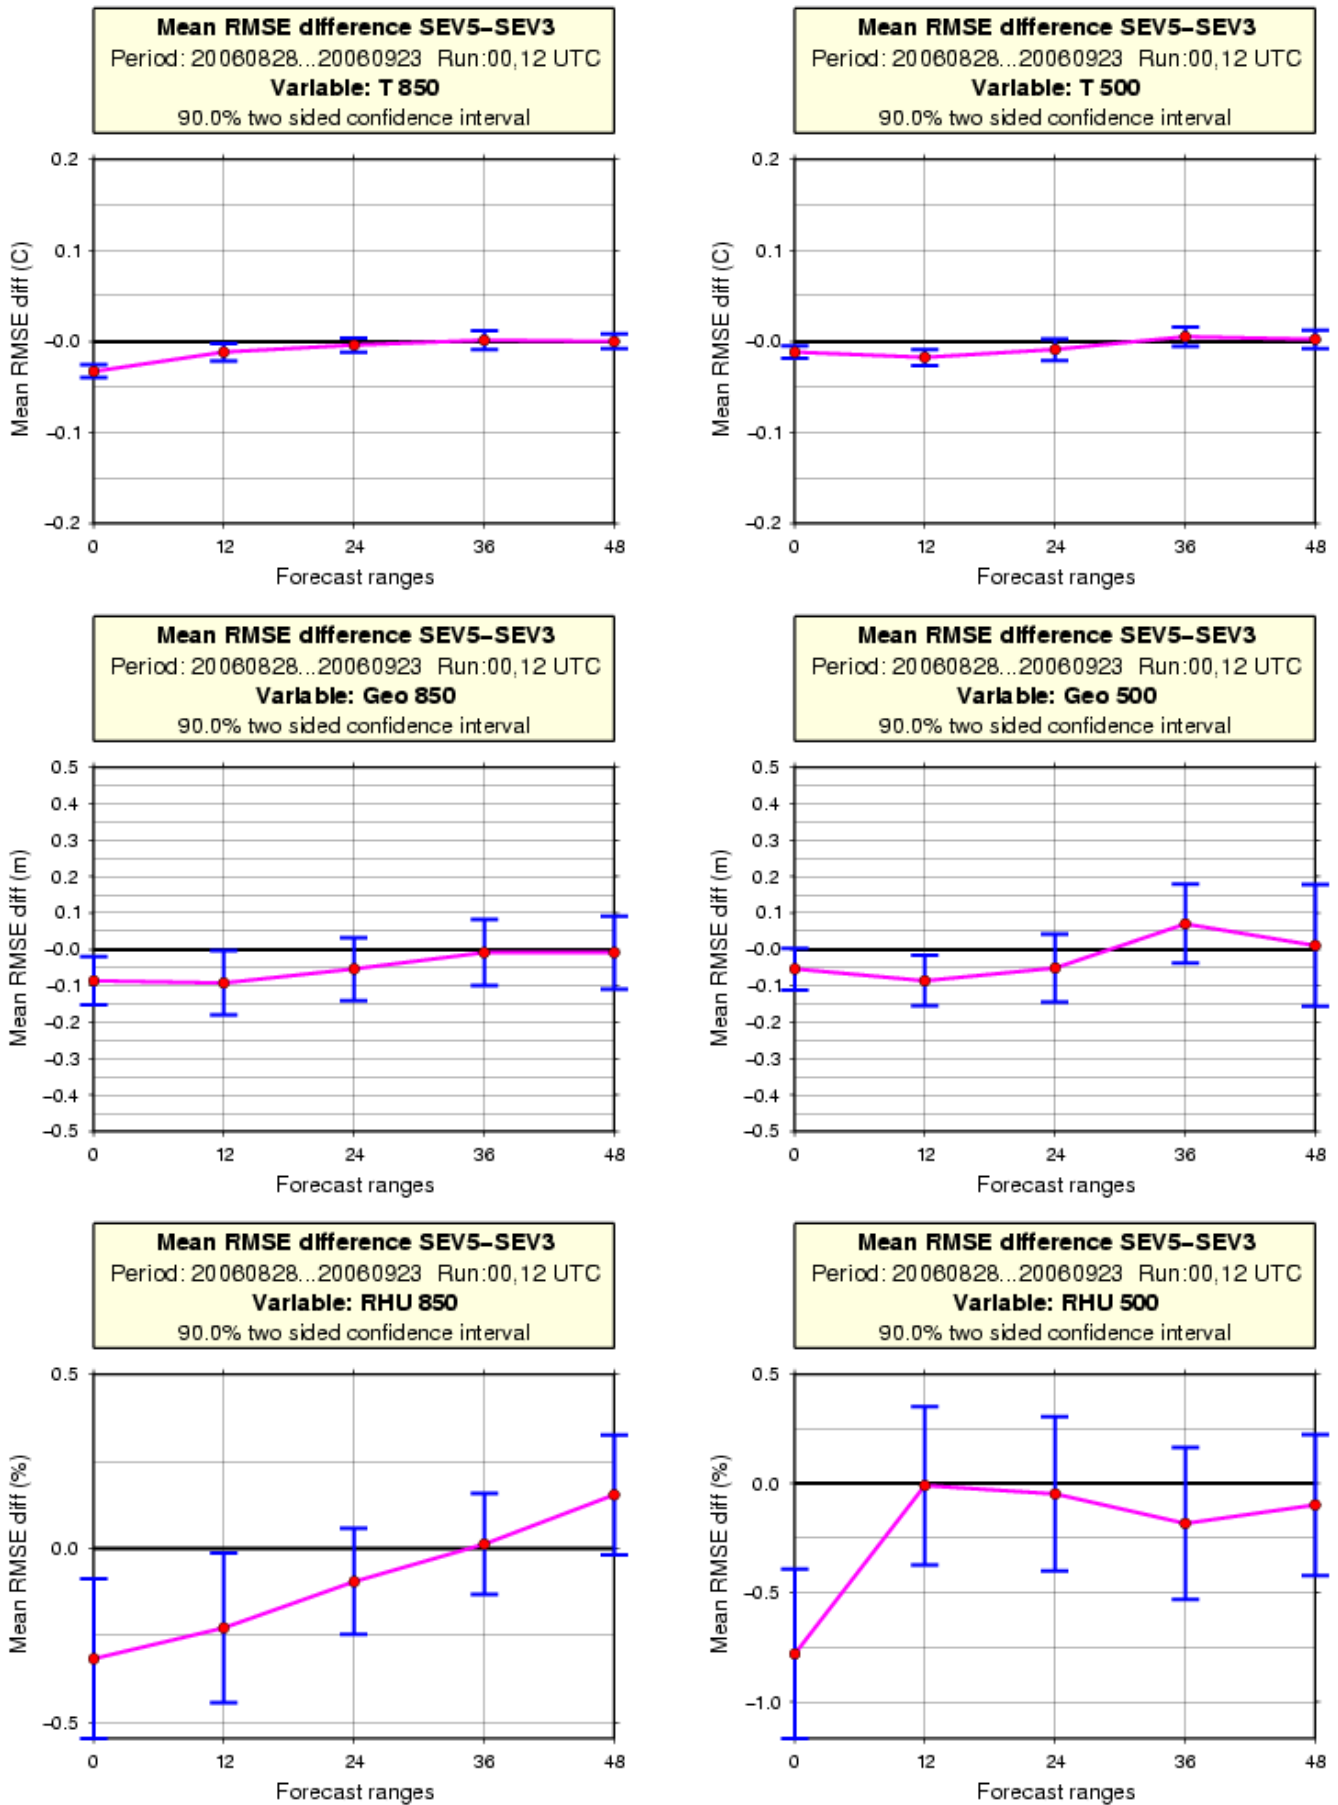 Mean RMSE difference SEV5–SEV3
Period: 20060828...20060923 Run:00,12 UTC
Variable: T 850
90.0% two sided confidence interval
0.2
0.1
–0.0
–0.1
–0.2
Mean RMSE diff (C)
0 12 24 36 48
Forecast ranges
Mean RMSE difference SEV5–SEV3
Period: 20060828...20060923 Run:00,12 UTC
Variable: T 500
90.0% two sided confidence interval
0.2
0.1
–0.0
–0.1
–0.2
Mean RMSE diff (C)
0 12 24 36 48
Forecast ranges
Mean RMSE difference SEV5–SEV3
Period: 20060828...20060923 Run:00,12 UTC
Variable: Geo 850
90.0% two sided confidence interval
0.5
0.4
0.3
0.2
0.1
–0.0
–0.1
–0.2
–0.3
–0.4
–0.5
Mean RMSE diff (m)
0 12 24 36 48
Forecast ranges
Mean RMSE difference SEV5–SEV3
Period: 20060828...20060923 Run:00,12 UTC
Variable: Geo 500
90.0% two sided confidence interval
0.5
0.4
0.3
0.2
0.1
–0.0
–0.1
–0.2
–0.3
–0.4
–0.5
Mean RMSE diff (m)
0 12 24 36 48
Forecast ranges
Mean RMSE difference SEV5–SEV3
Period: 20060828...20060923 Run:00,12 UTC
Variable: RHU 850
90.0% two sided confidence interval
0.5
0.0
–0.5
Mean RMSE diff (%)
0 12 24 36 48
Forecast ranges
Mean RMSE difference SEV5–SEV3
Period: 20060828...20060923 Run:00,12 UTC
Variable: RHU 500
90.0% two sided confidence interval
0.5
0.0
–0.5
–1.0
Mean RMSE diff (%)
0 12 24 36 48
Forecast ranges